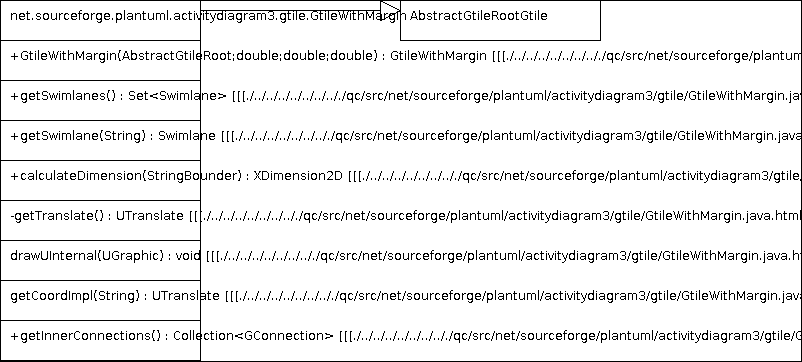 net.sourceforge.plantuml.activitydiagram3.gtile.GtileWithMargin AbstractGtileRootGtile
+GtileWithMargin(AbstractGtileRoot;double;double;double) : GtileWithMargin [[[./../../../../../../../qc/src/net/sourceforge/plantum
+getSwimlanes() : Set<Swimlane> [[[./../../../../../../../qc/src/net/sourceforge/plantuml/activitydiagram3/gtile/GtileWithMargin.jav
+getSwimlane(String) : Swimlane [[[./../../../../../../../qc/src/net/sourceforge/plantuml/activitydiagram3/gtile/GtileWithMargin.java
+calculateDimension(StringBounder) : XDimension2D [[[./../../../../../../../qc/src/net/sourceforge/plantuml/activitydiagram3/gtile/
-getTranslate() : UTranslate [[[./../../../../../../../qc/src/net/sourceforge/plantuml/activitydiagram3/gtile/GtileWithMargin.java.html
drawUInternal(UGraphic) : void [[[./../../../../../../../qc/src/net/sourceforge/plantuml/activitydiagram3/gtile/GtileWithMargin.java.h
getCoordImpl(String) : UTranslate [[[./../../../../../../../qc/src/net/sourceforge/plantuml/activitydiagram3/gtile/GtileWithMargin.java
+getInnerConnections() : Collection<GConnection> [[[./../../../../../../../qc/src/net/sourceforge/plantuml/activitydiagram3/gtile/G